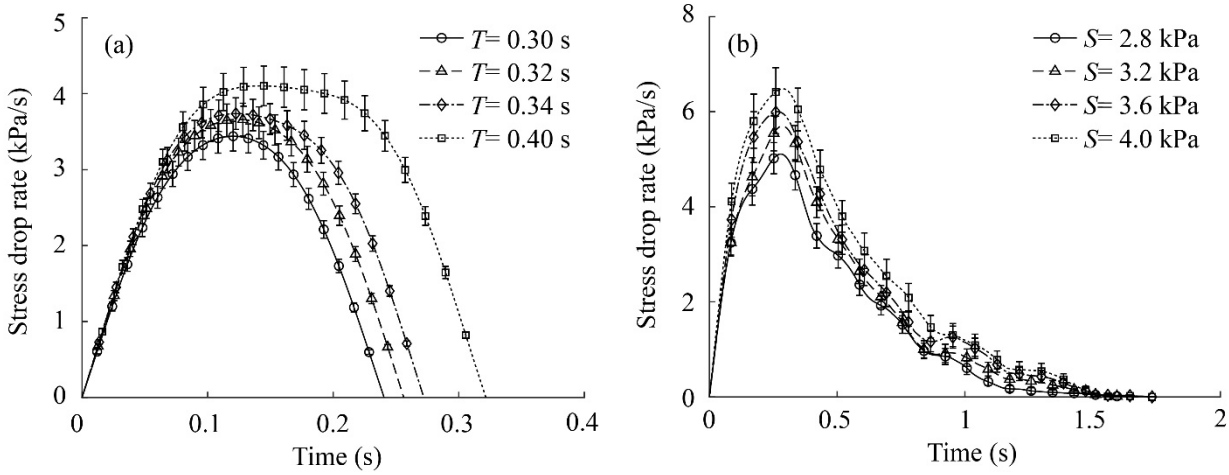 (a)
T= 0.30 s
T= 0.32 s
T= 0.34 s
T= 0.40 s
Stress drop rate (kPa/s)
5
4
3
2
1
0
0
0.1
0.2
0.3
0.4
Time (s)
(b)
S= 2.8 kPa
S= 3.2 kPa
S= 3.6 kPa
S= 4.0 kPa
Stress drop rate (kPa/s)
8
6
4
2
0
0
0.5
1
1.5
2
Time (s)